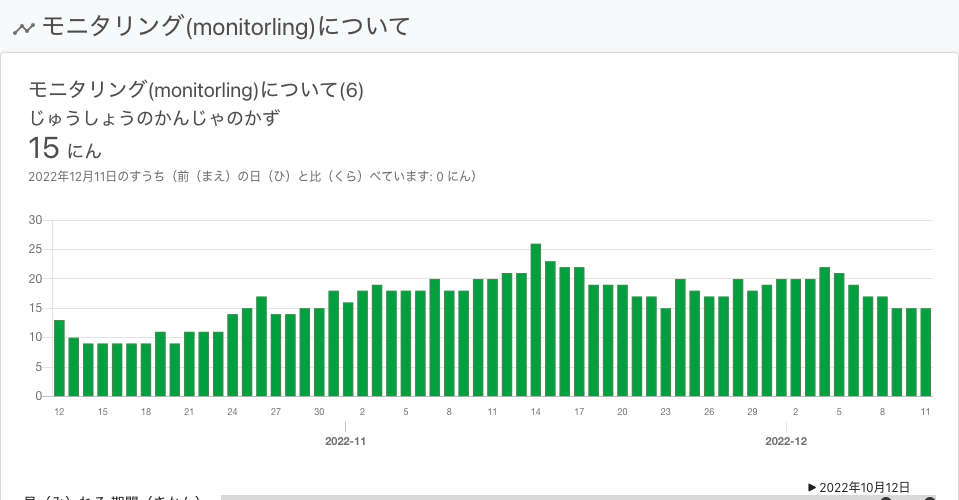 モニタリング(monitorling)について
モニタリング(monitorling)について(6)
じゅうしょうのかんじゃのかず
15 にん
2022年12月11日のすうち（前（まえ）の日（ひ）と比（くら）べています: 0 にん）
30
25
20
15
10
5
0
12 15 18 21 24 27 30 2 5 8 11 14 17 20 23 26 29 2 5 8 11
2022-11 2022-12
▶ 2022年10月12日